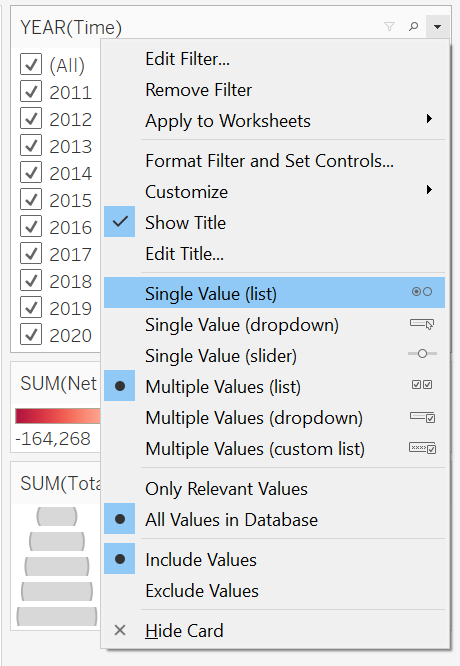 YEAR(Time)
(All)
2011
2012
2013
2014
2015
2016
2017
2018
2019
2020
SUM(Net
-164,268
SUM(Tota
Edit Filter...
Remove Filter
Apply to Worksheets
Format Filter and Set Controls...
Customize
Show Title
Edit Title...
Single Value (list)
Single Value (dropdown)
Single Value (slider)
Multiple Values (list)
Multiple Values (dropdown)
Multiple Values (custom list)
Only Relevant Values
All Values in Database
Include Values
Exclude Values
Hide Card